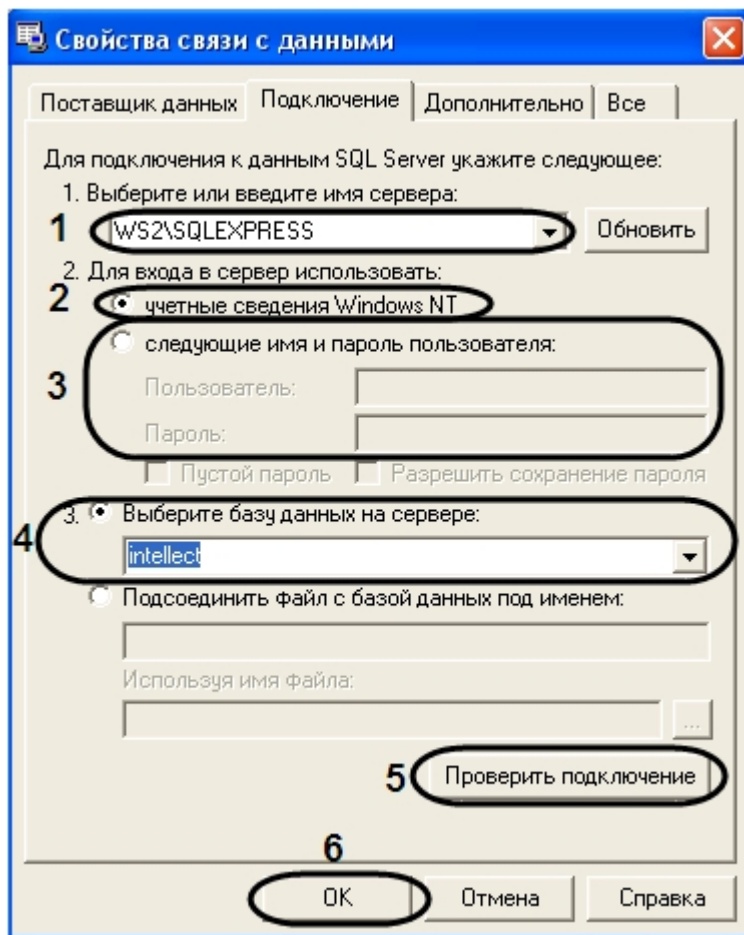 Свойства связи с данными
Поставщик данных Подключение Дополнительно Все
Для подключения к данным SQL Server укажите следующее:
1. Выберите или введите имя сервера:
1 WS2\SQLEXPRESS Обновить
2. Для входа в сервер использовать:
2 учетные сведения Windows NT
следующие имя и пароль пользователя:
3 Пользователь:
Пароль:
Пустой пароль Разрешить сохранение пароля
3. Выберите базу данных на сервере:
4 intellect
Подсоединить файл с базой данных под именем:
Используя имя файла:
...
5 Проверить подключение
6
OK Отмена Справка